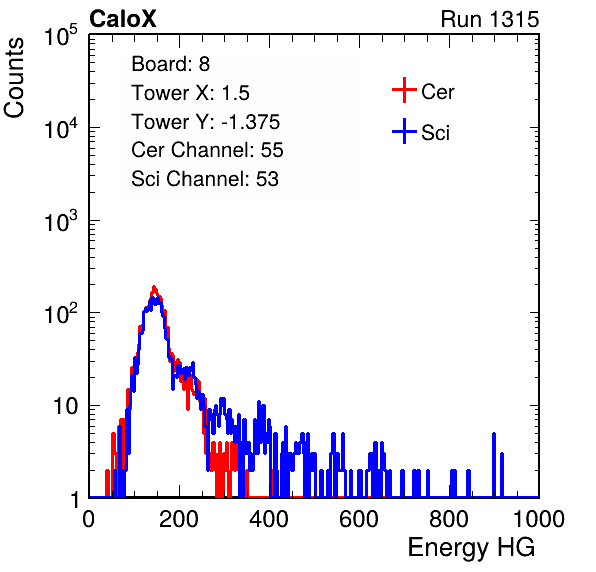 CaloX Run 1315
Counts
10^5
10^4
10^3
10^2
10
1
Board: 8
Tower X: 1.5
Tower Y: -1.375
Cer Channel: 55
Sci Channel: 53
Cer
Sci
0 200 400 600 800 1000
Energy HG